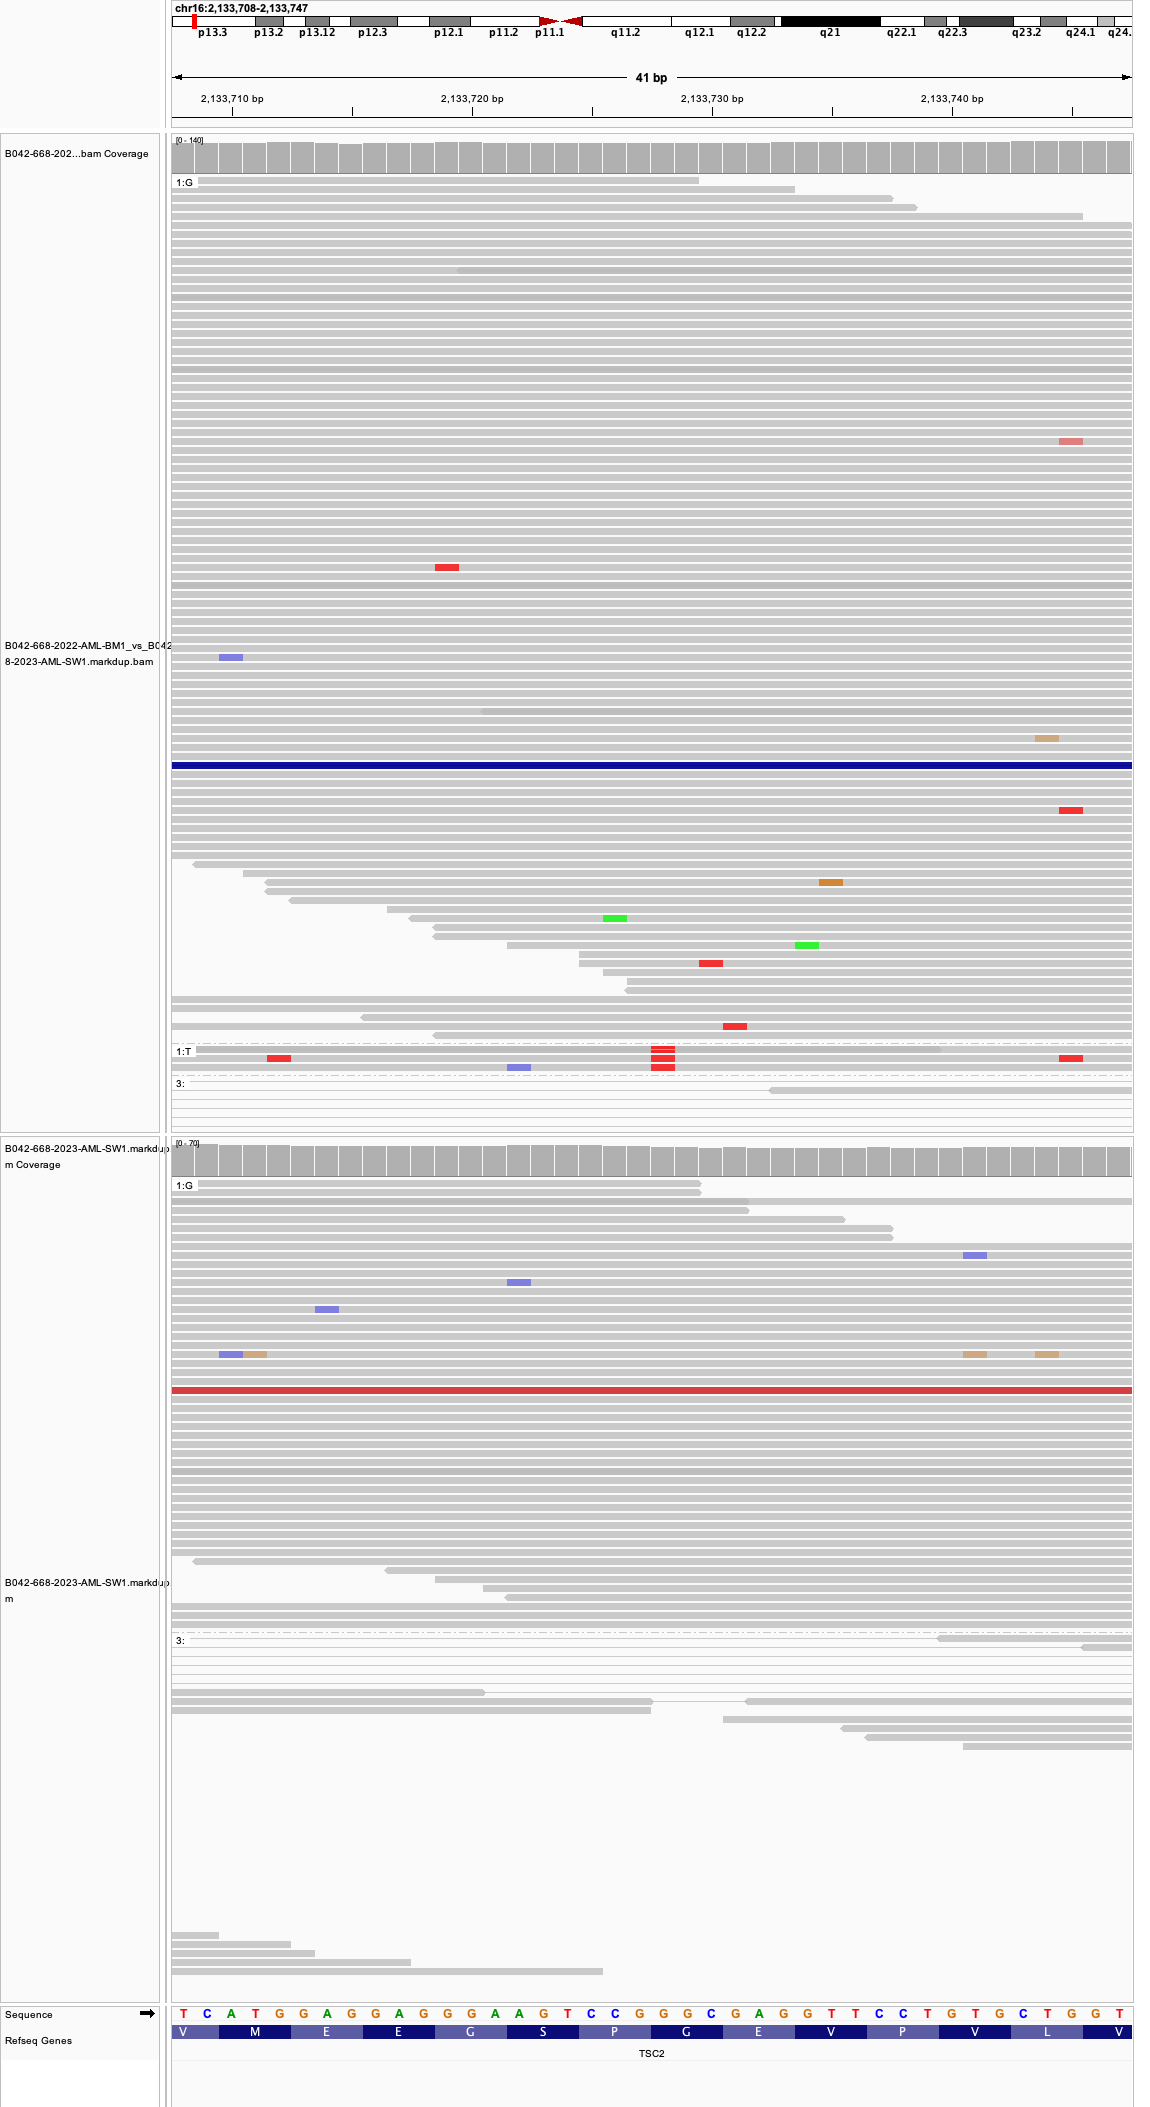 chr16:2,133,708-2,133,747
p13.3 p13.2 p13.12 p12.3 p12.1 p11.2 p11.1 q11.2 q12.1 q12.2 q21 q22.1 q22.3 q23.2 q24.1 q24.
41 bp
2,133,710 bp 2,133,720 bp 2,133,730 bp 2,133,740 bp
[0 - 140]
B042-668-202...bam Coverage
1:G
B042-668-2022-AML-BM1_vs_B042
8-2023-AML-SW1.markdup.bam
1:T
3:
[0 - 70]
B042-668-2023-AML-SW1.markdup
m Coverage
1:G
B042-668-2023-AML-SW1.markdup
m
3:
Sequence T C A T G G A G G A G G G A A G T C C G G G C G A G G T T C C T G T G C T G G T
V M E E G S P G E V P V L V
Refseq Genes
TSC2